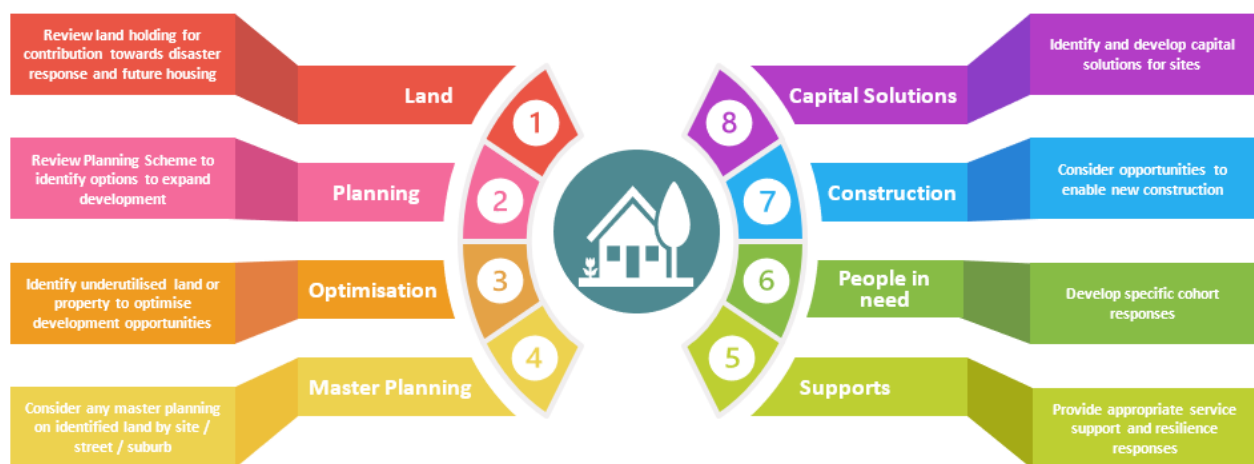 Review land holding for
contribution towards disaster
response and future housing
Land
1
Review Planning Scheme to
identify options to expand
development
Planning
2
Identify underutilised land or
property to optimise
development opportunities
Optimisation
3
Consider any master planning
on identified land by site /
street / suburb
Master Planning
4
8
Capital Solutions
Identify and develop capital
solutions for sites
7
Construction
Consider opportunities to
enable new construction
6
People in
need
Develop specific cohort
responses
5
Supports
Provide appropriate service
support and resilience
responses